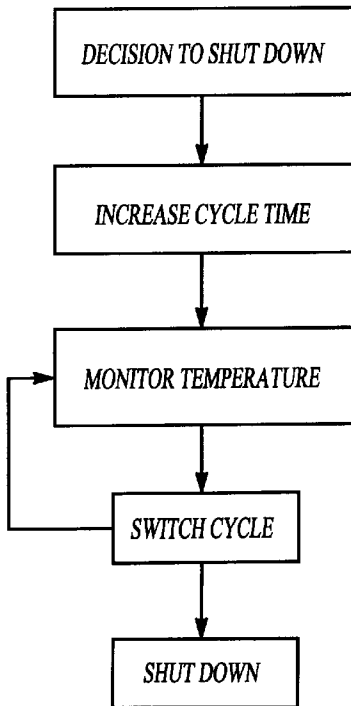 DECISION TO SHUT DOWN
INCREASE CYCLE TIME
MONITOR TEMPERATURE
SWITCH CYCLE
SHUT DOWN